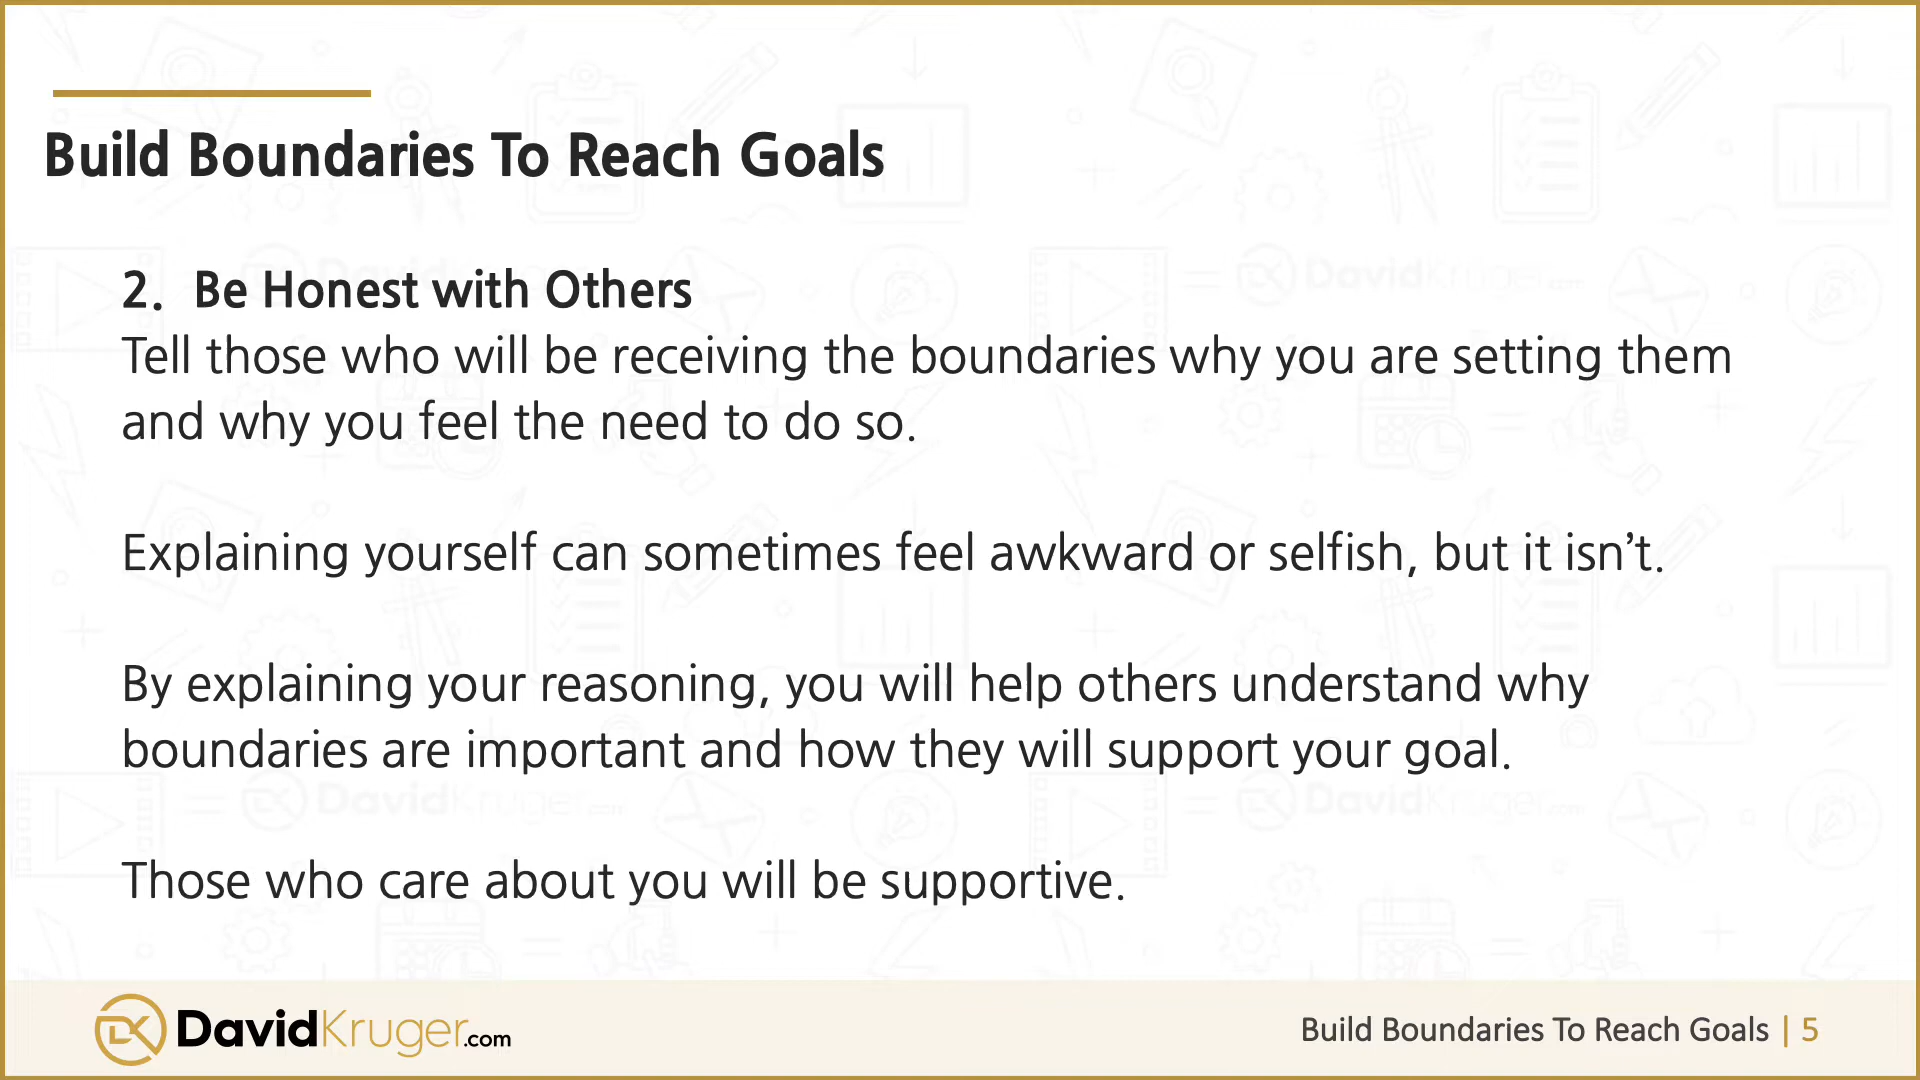 Build Boundaries To Reach Goals
2. Be Honest with Others
Tell those who will be receiving the boundaries why you are setting them
and why you feel the need to do so.
Explaining yourself can sometimes feel awkward or selfish, but it isn’t.
By explaining your reasoning, you will help others understand why
boundaries are important and how they will support your goal.
Those who care about you will be supportive.
DK DavidKruger.com
Build Boundaries To Reach Goals | 5